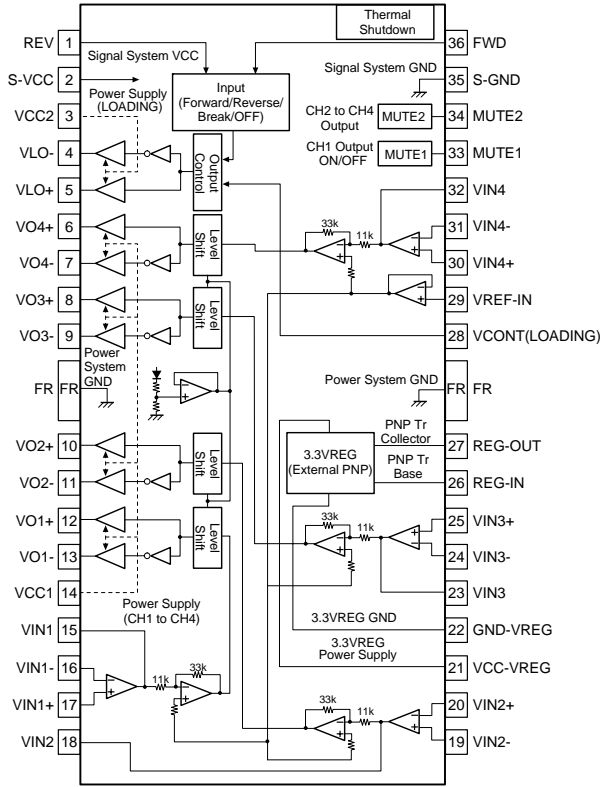 Thermal
Shutdown
REV 1
36 FWD
Signal System VCC
S-VCC 2
Signal System GND
35 S-GND
Power Supply
(LOADING)
Input
(Forward/Reverse/
Break/OFF)
VCC2 3
CH2 to CH4
Output
MUTE2
34 MUTE2
VLO- 4
Output
Control
CH1 Output
ON/OFF
MUTE1
33 MUTE1
VLO+ 5
32 VIN4
VO4+ 6
Level
Shift
33k
11k
- 
+
31 VIN4-
VO4- 7
30 VIN4+
VO3+ 8
Level
Shift
29 VREF-IN
VO3- 9
28 VCONT(LOADING)
Power
System
GND
FR FR
Power System GND
FR FR
VO2+ 10
Level
Shift
3.3VREG
(External PNP)
PNP Tr
Collector
27 REG-OUT
VO2- 11
PNP Tr
Base
26 REG-IN
VO1+ 12
Level
Shift
33k
11k
25 VIN3+
VO1- 13
24 VIN3-
VCC1 14
23 VIN3
Power Supply
(CH1 to CH4)
VIN1 15
3.3VREG GND
22 GND-VREG
VIN1- 16
11k
33k
3.3VREG
Power Supply
21 VCC-VREG
VIN1+ 17
33k
11k
20 VIN2+
VIN2 18
19 VIN2-